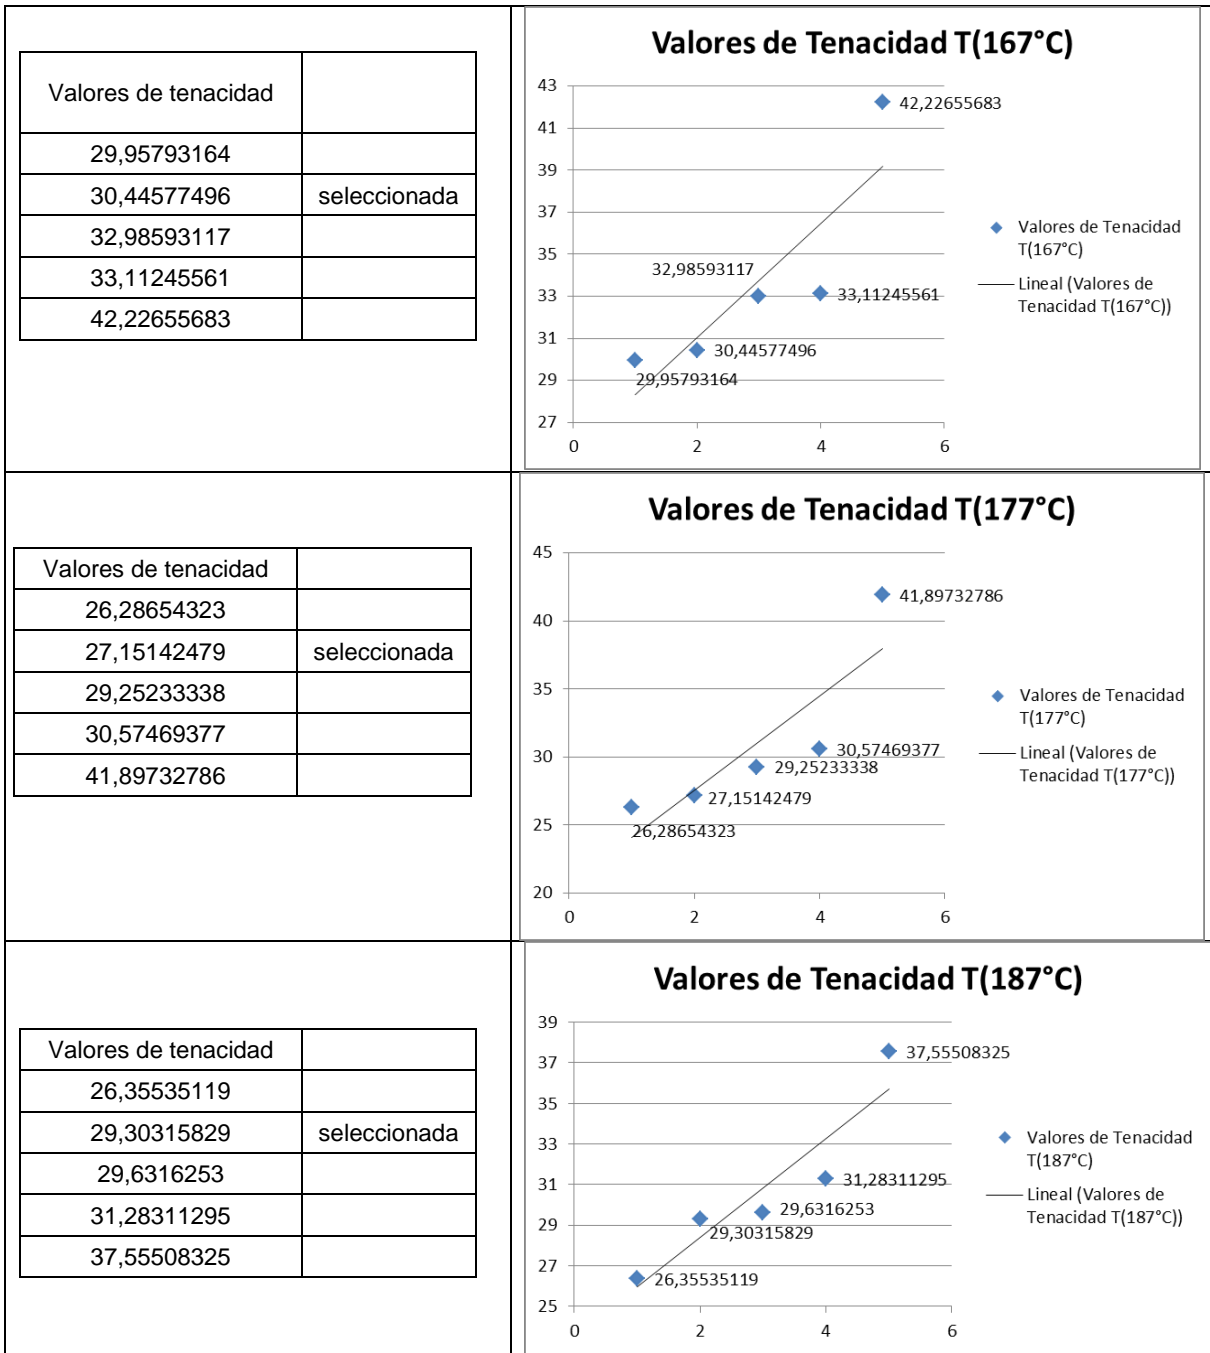 Valores de tenacidad
29,95793164
30,44577496 seleccionada
32,98593117
33,11245561
42,22655683
Valores de Tenacidad T(167°C)
43
41
39
37
35
33
31
29
27
0 2 4 6
42,22655683
32,98593117
33,11245561
30,44577496
29,95793164
Valores de Tenacidad
T(167°C)
Lineal (Valores de
Tenacidad T(167°C))
Valores de tenacidad
26,28654323
27,15142479 seleccionada
29,25233338
30,57469377
41,89732786
Valores de Tenacidad T(177°C)
45
40
35
30
25
20
0 2 4 6
41,89732786
30,57469377
29,25233338
27,15142479
26,28654323
Valores de Tenacidad
T(177°C)
Lineal (Valores de
Tenacidad T(177°C))
Valores de tenacidad
26,35535119
29,30315829 seleccionada
29,6316253
31,28311295
37,55508325
Valores de Tenacidad T(187°C)
39
37
35
33
31
29
27
25
0 2 4 6
37,55508325
31,28311295
29,6316253
29,30315829
26,35535119
Valores de Tenacidad
T(187°C)
Lineal (Valores de
Tenacidad T(187°C))